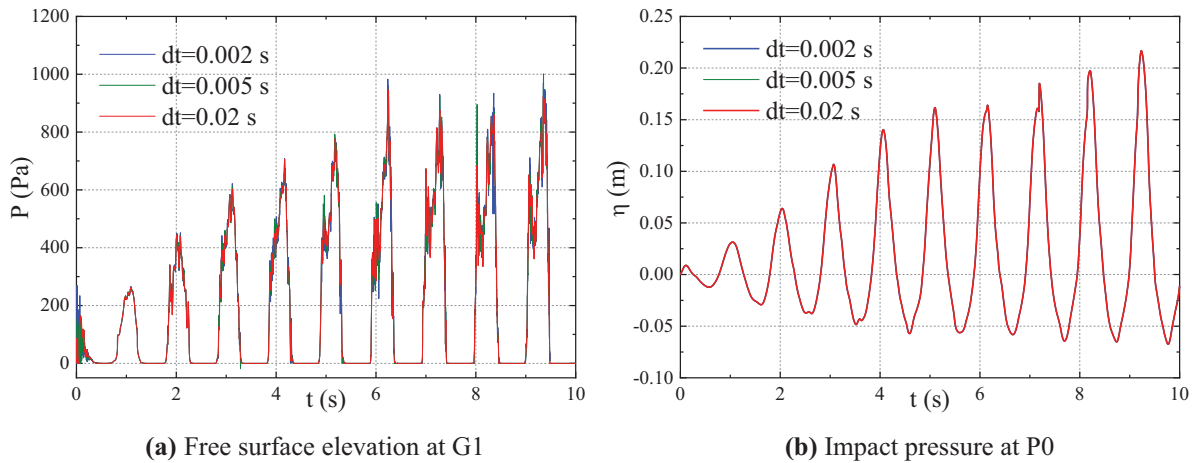 1200
1000
800
600
400
200
0
P (Pa)
dt=0.002 s
dt=0.005 s
dt=0.02 s
0 2 4 6 8 10
t (s)
(a) Free surface elevation at G1
0.25
0.20
0.15
0.10
0.05
0.00
-0.05
-0.10
η (m)
dt=0.002 s
dt=0.005 s
dt=0.02 s
0 2 4 6 8 10
t (s)
(b) Impact pressure at P0